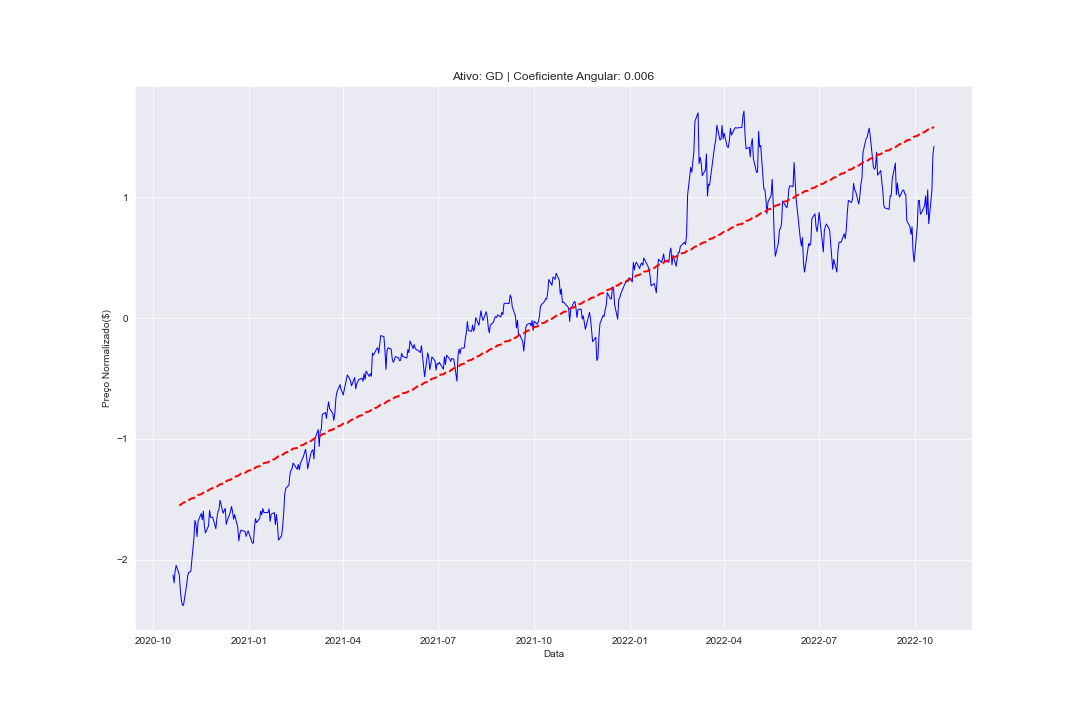 Ativo: GD | Coeficiente Angular: 0.006
Preço Normalizado($)
1
0
−1
−2
2020-10 2021-01 2021-04 2021-07 2021-10 2022-01 2022-04 2022-07 2022-10
Data